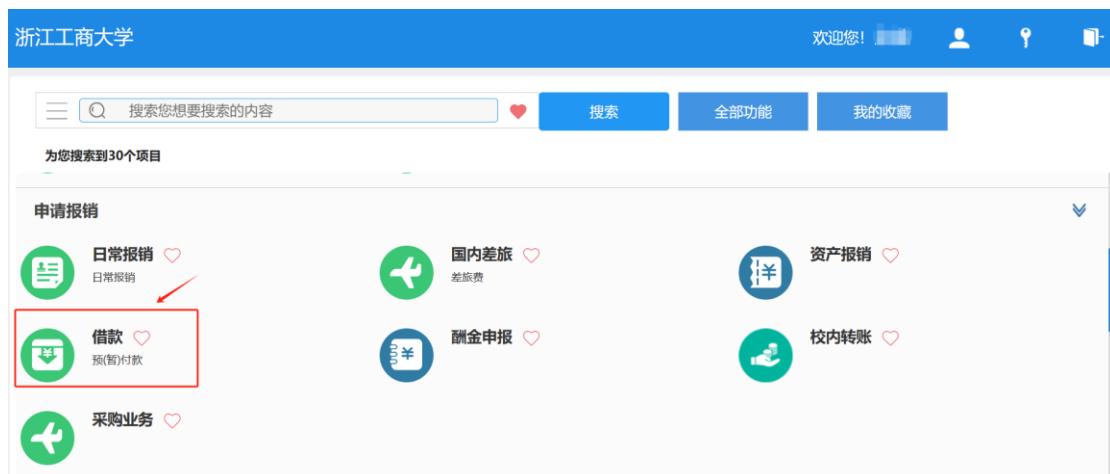 浙江工商大学
欢迎您!
搜索您想要搜索的内容
搜索
全部功能
我的收藏
为您搜索到30个项目
申请报销
日常报销
日常报销
国内差旅
差旅费
资产报销
借款
预(暂)付款
酬金申报
校内转账
采购业务